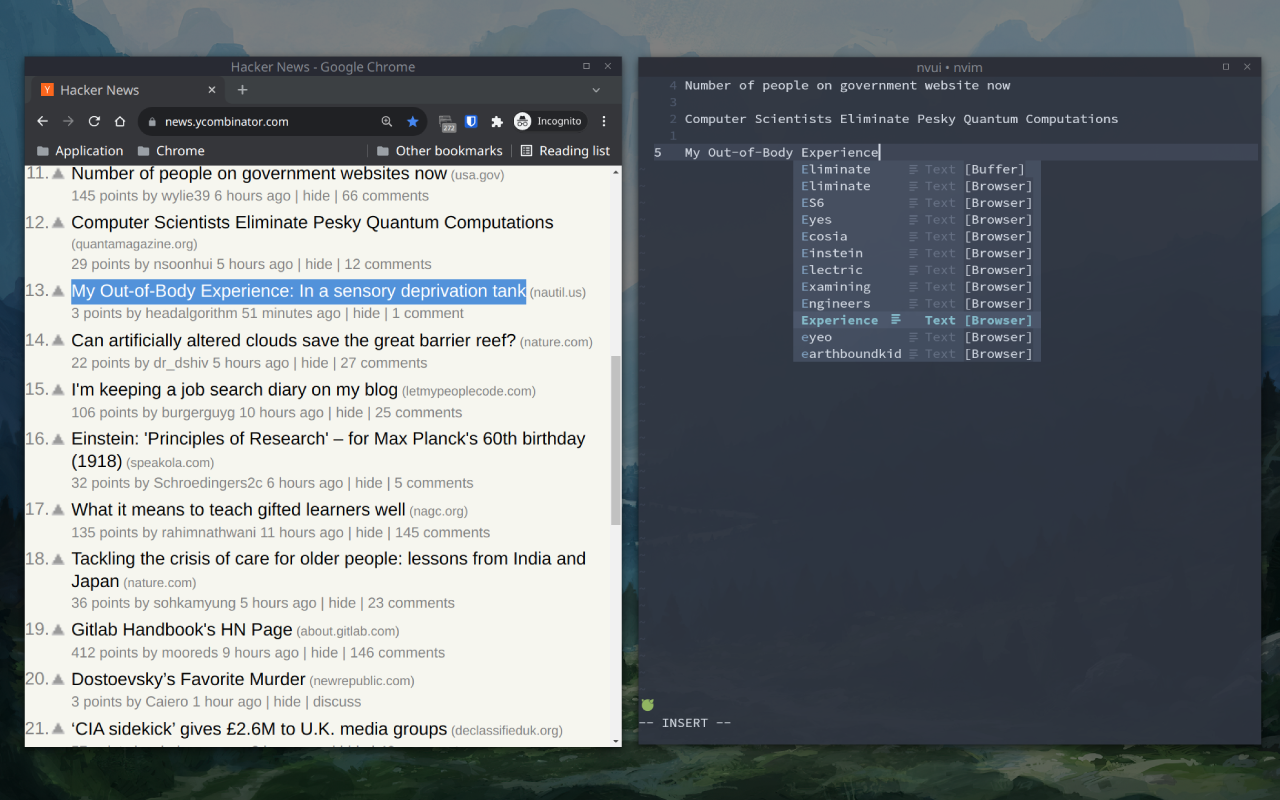 Hacker News - Google Chrome
Hacker News
news.ycombinator.com
272
Incognito
Application
Chrome
Other bookmarks
Reading list
11. Number of people on government websites now (usa.gov)
145 points by wylie39 6 hours ago | hide | 66 comments
12. Computer Scientists Eliminate Pesky Quantum Computations
(quantamagazine.org)
29 points by nsoonhui 5 hours ago | hide | 12 comments
13. My Out-of-Body Experience: In a sensory deprivation tank (nautil.us)
3 points by headalgorithm 51 minutes ago | hide | 1 comment
14. Can artificially altered clouds save the great barrier reef? (nature.com)
22 points by dr_dshiv 5 hours ago | hide | 27 comments
15. I'm keeping a job search diary on my blog (letmypeoplecode.com)
106 points by burgerguyg 10 hours ago | hide | 25 comments
16. Einstein: 'Principles of Research' – for Max Planck's 60th birthday
(1918) (speakola.com)
32 points by Schroedingers2c 6 hours ago | hide | 5 comments
17. What it means to teach gifted learners well (nagc.org)
135 points by rahimnathwani 11 hours ago | hide | 145 comments
18. Tackling the crisis of care for older people: lessons from India and
Japan (nature.com)
36 points by sohkamyung 5 hours ago | hide | 23 comments
19. Gitlab Handbook's HN Page (about.gitlab.com)
412 points by mooreds 9 hours ago | hide | 146 comments
20. Dostoevsky’s Favorite Murder (newrepublic.com)
3 points by Caiero 1 hour ago | hide | discuss
21. ‘CIA sidekick’ gives £2.6M to U.K. media groups (declassifieduk.org)
nvui • nvim
4 Number of people on government website now
3
2 Computer Scientists Eliminate Pesky Quantum Computations
1
5 My Out-of-Body Experience
Eliminate Text [Buffer]
Eliminate Text [Browser]
ES6 Text [Browser]
Eyes Text [Browser]
Ecosia Text [Browser]
Einstein Text [Browser]
Electric Text [Browser]
Examining Text [Browser]
Engineers Text [Browser]
Experience Text [Browser]
eyeo Text [Browser]
earthboundkid Text [Browser]
-- INSERT --